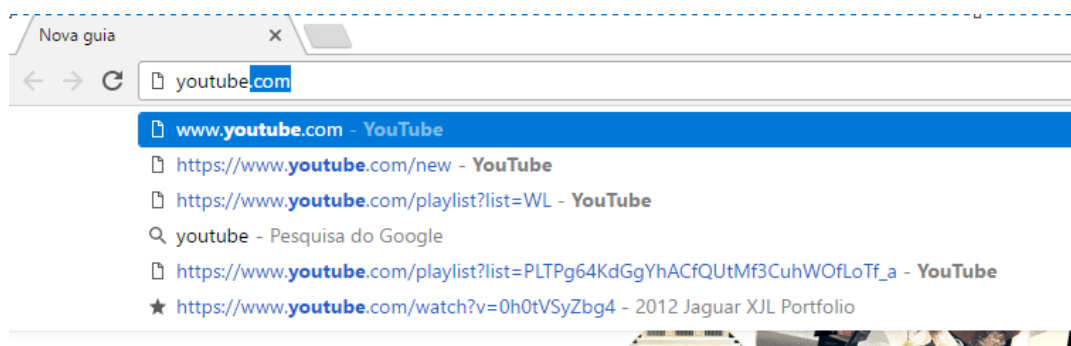 Nova guia
youtube.com
www.youtube.com - YouTube
https://www.youtube.com/new - YouTube
https://www.youtube.com/playlist?list=WL - YouTube
youtube - Pesquisa do Google
https://www.youtube.com/playlist?list=PLTPg64KdGgYhACfQUtMf3CuhWOfLoTf_a - YouTube
https://www.youtube.com/watch?v=0h0tVSyZbg4 - 2012 Jaguar XJL Portfolio